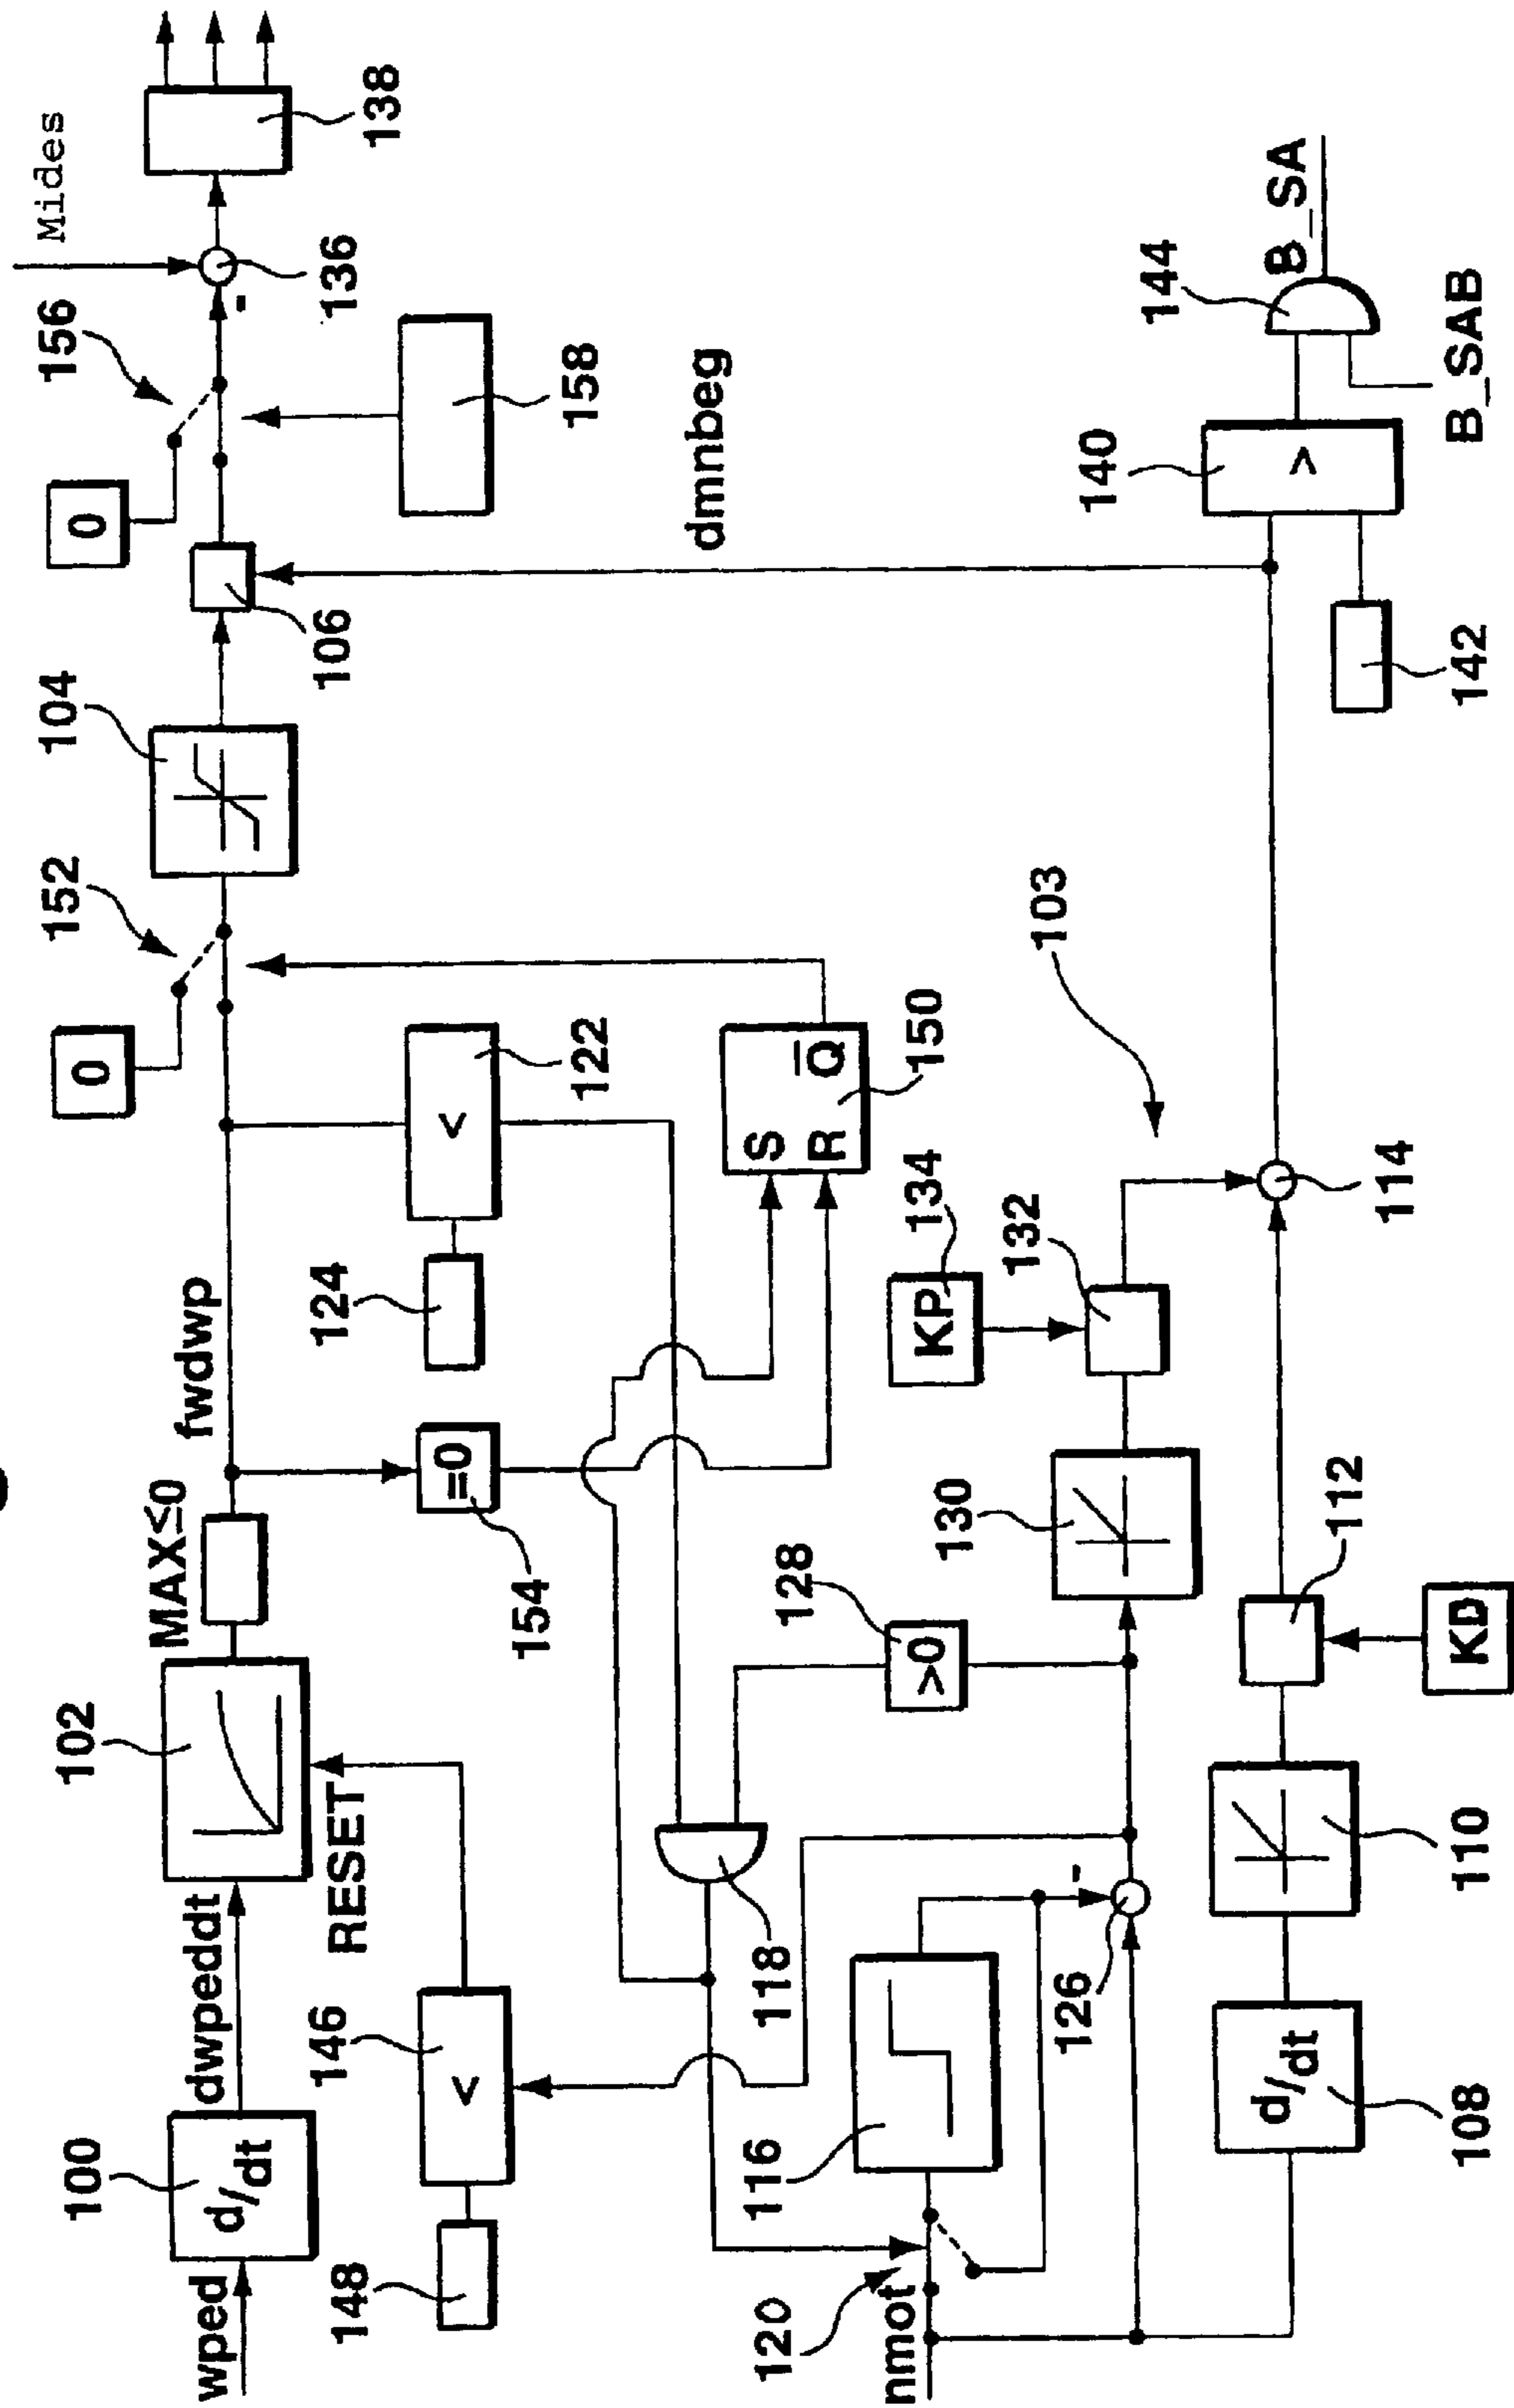 wped
100
d/dt
dwpeddt
102
RESET
MAX≤0
fwdwp
0
152
104
106
0
156
Mides
-
136
138
148
146
<
154
=0
124
122
<
158
dmnbeg
118
128
>0
S
R
Q̅
150
nmot
120
116
-
126
130
KP
134
132
103
114
d/dt
108
110
112
KD
142
140
<
144
B_SA
B_SAB